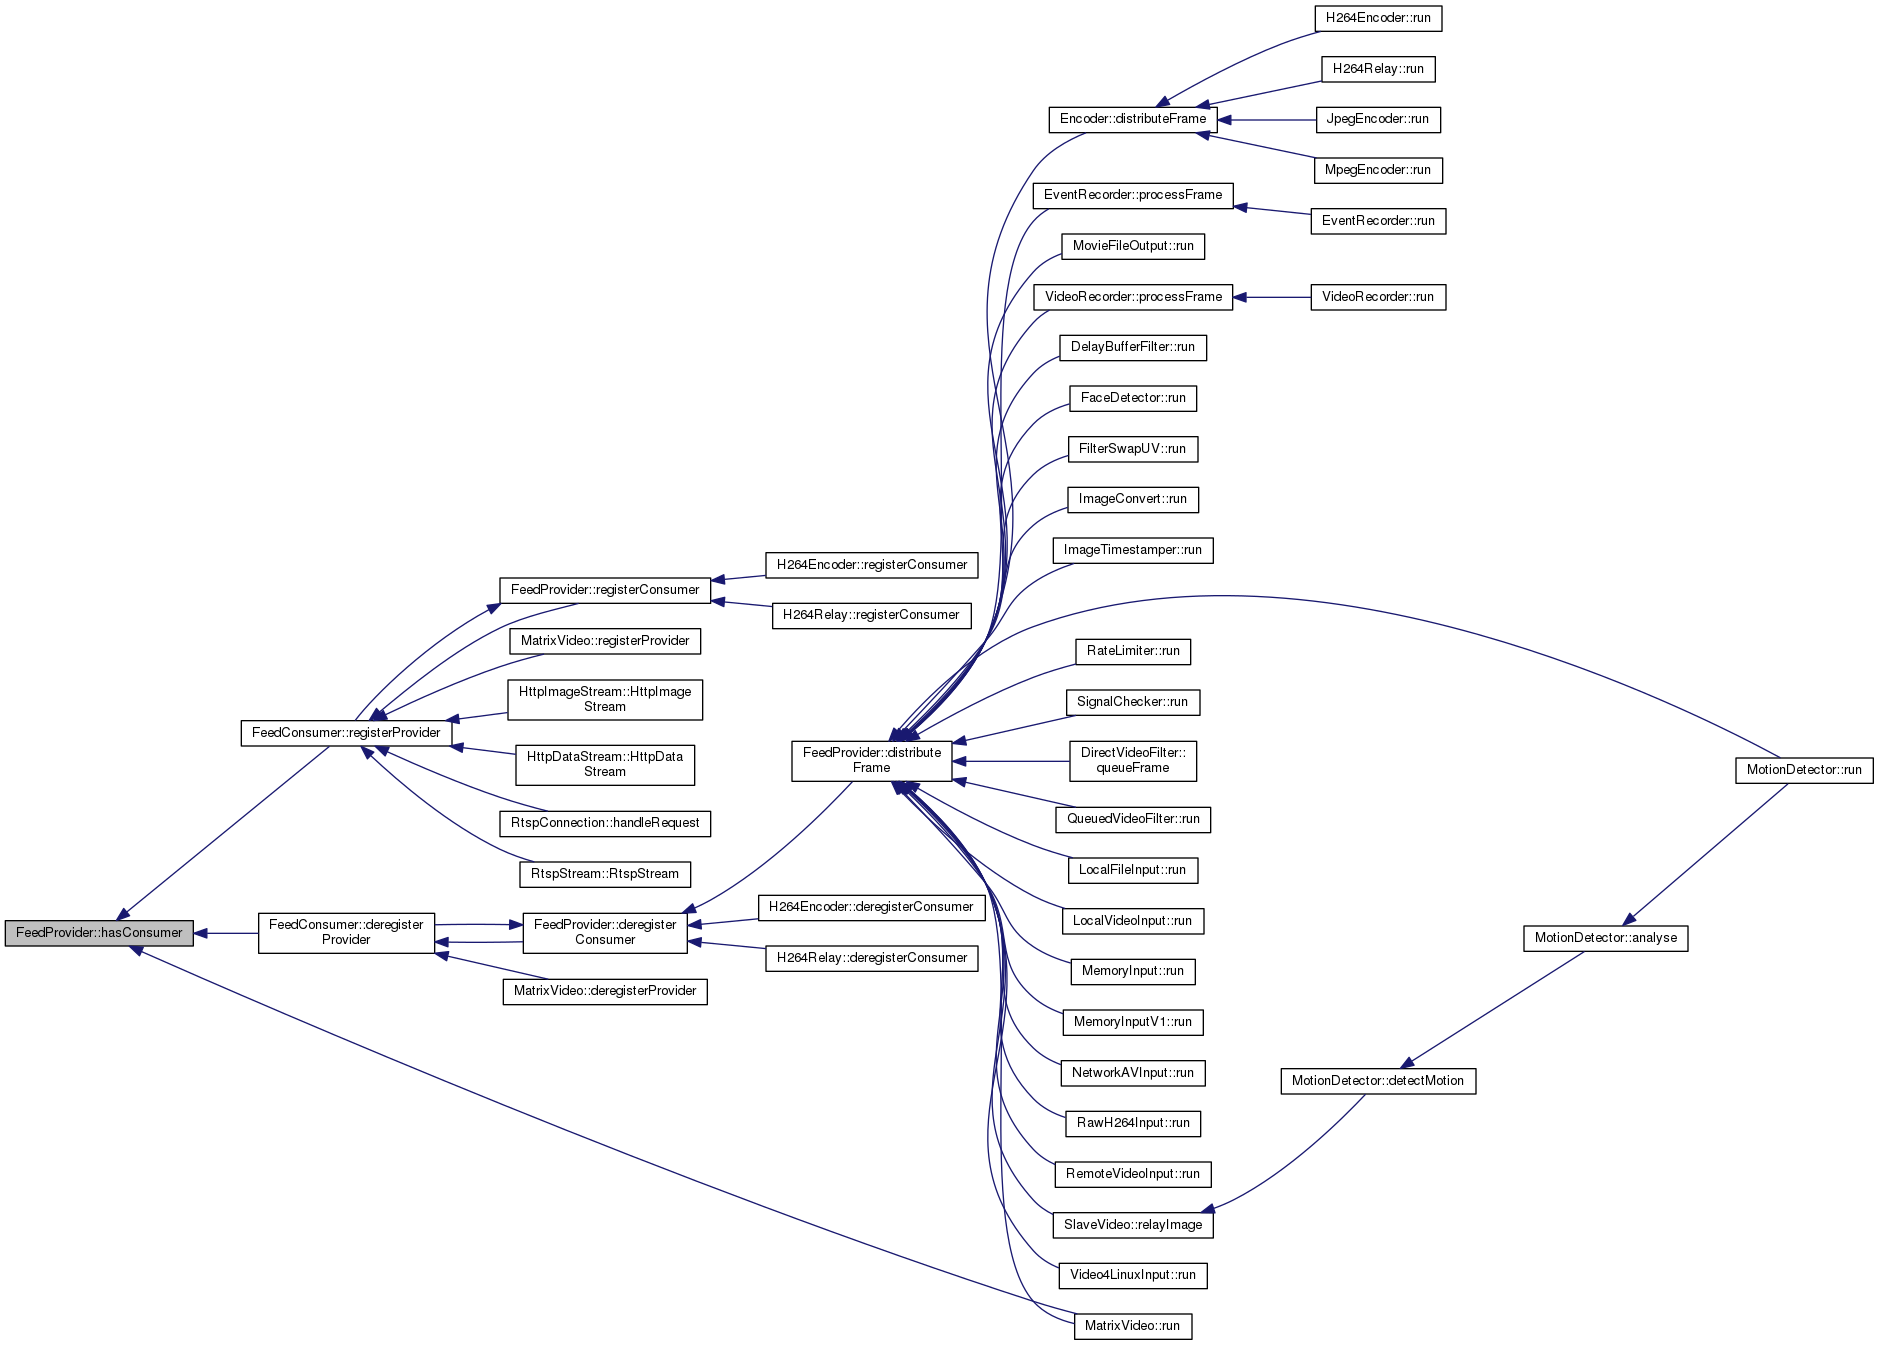 H264Encoder::run
H264Relay::run
Encoder::distributeFrame
JpegEncoder::run
MpegEncoder::run
EventRecorder::processFrame
EventRecorder::run
MovieFileOutput::run
VideoRecorder::processFrame
VideoRecorder::run
DelayBufferFilter::run
FaceDetector::run
FilterSwapUV::run
ImageConvert::run
ImageTimestamper::run
H264Encoder::registerConsumer
FeedProvider::registerConsumer
H264Relay::registerConsumer
MatrixVideo::registerProvider
RateLimiter::run
HttpImageStream::HttpImage
Stream
SignalChecker::run
FeedConsumer::registerProvider
HttpDataStream::HttpData
Stream
FeedProvider::distribute
Frame
DirectVideoFilter::
queueFrame
MotionDetector::run
RtspConnection::handleRequest
QueuedVideoFilter::run
RtspStream::RtspStream
LocalFileInput::run
H264Encoder::deregisterConsumer
LocalVideoInput::run
FeedProvider::hasConsumer
FeedConsumer::deregister
Provider
FeedProvider::deregister
Consumer
MotionDetector::analyse
H264Relay::deregisterConsumer
MemoryInput::run
MatrixVideo::deregisterProvider
MemoryInputV1::run
NetworkAVInput::run
MotionDetector::detectMotion
RawH264Input::run
RemoteVideoInput::run
SlaveVideo::relayImage
Video4LinuxInput::run
MatrixVideo::run